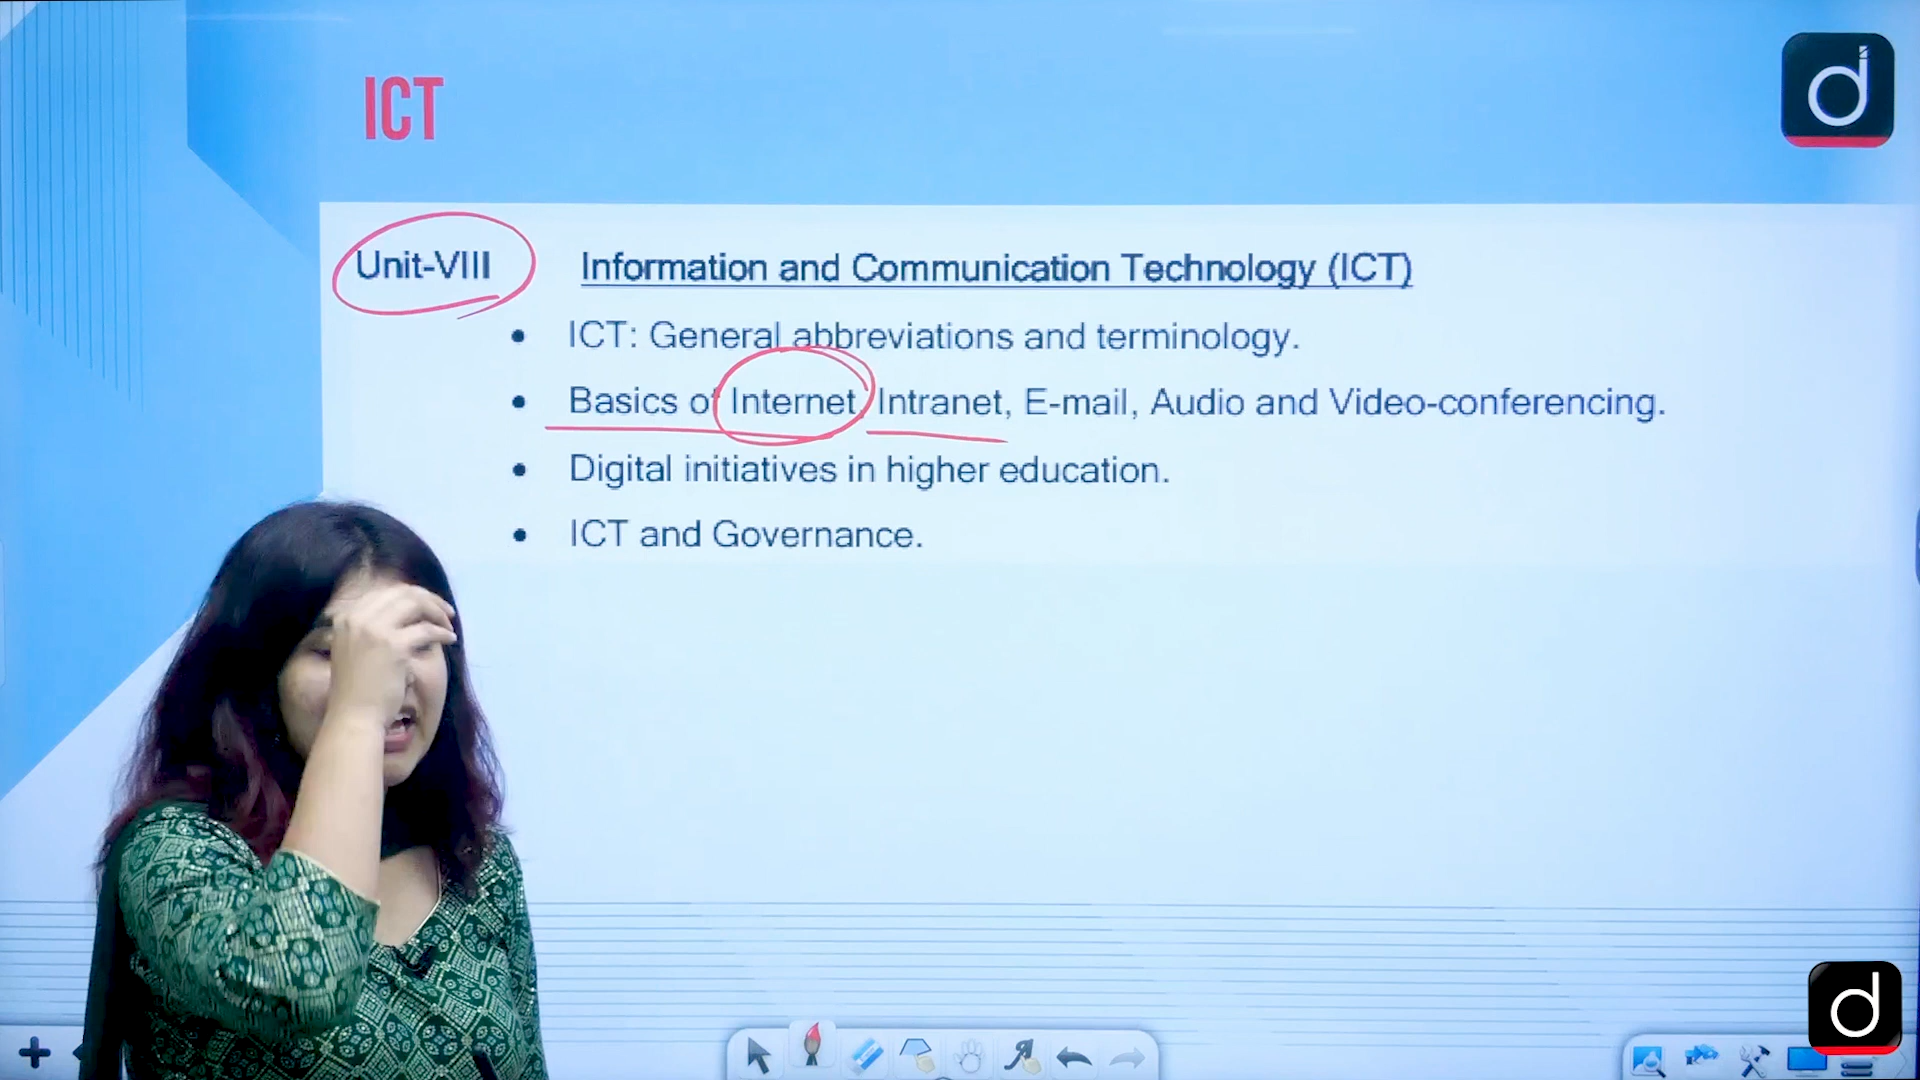 ICT
Unit-VIII Information and Communication Technology (ICT)
• ICT: General abbreviations and terminology.
• Basics of Internet, Intranet, E-mail, Audio and Video-conferencing.
• Digital initiatives in higher education.
• ICT and Governance.
d
d